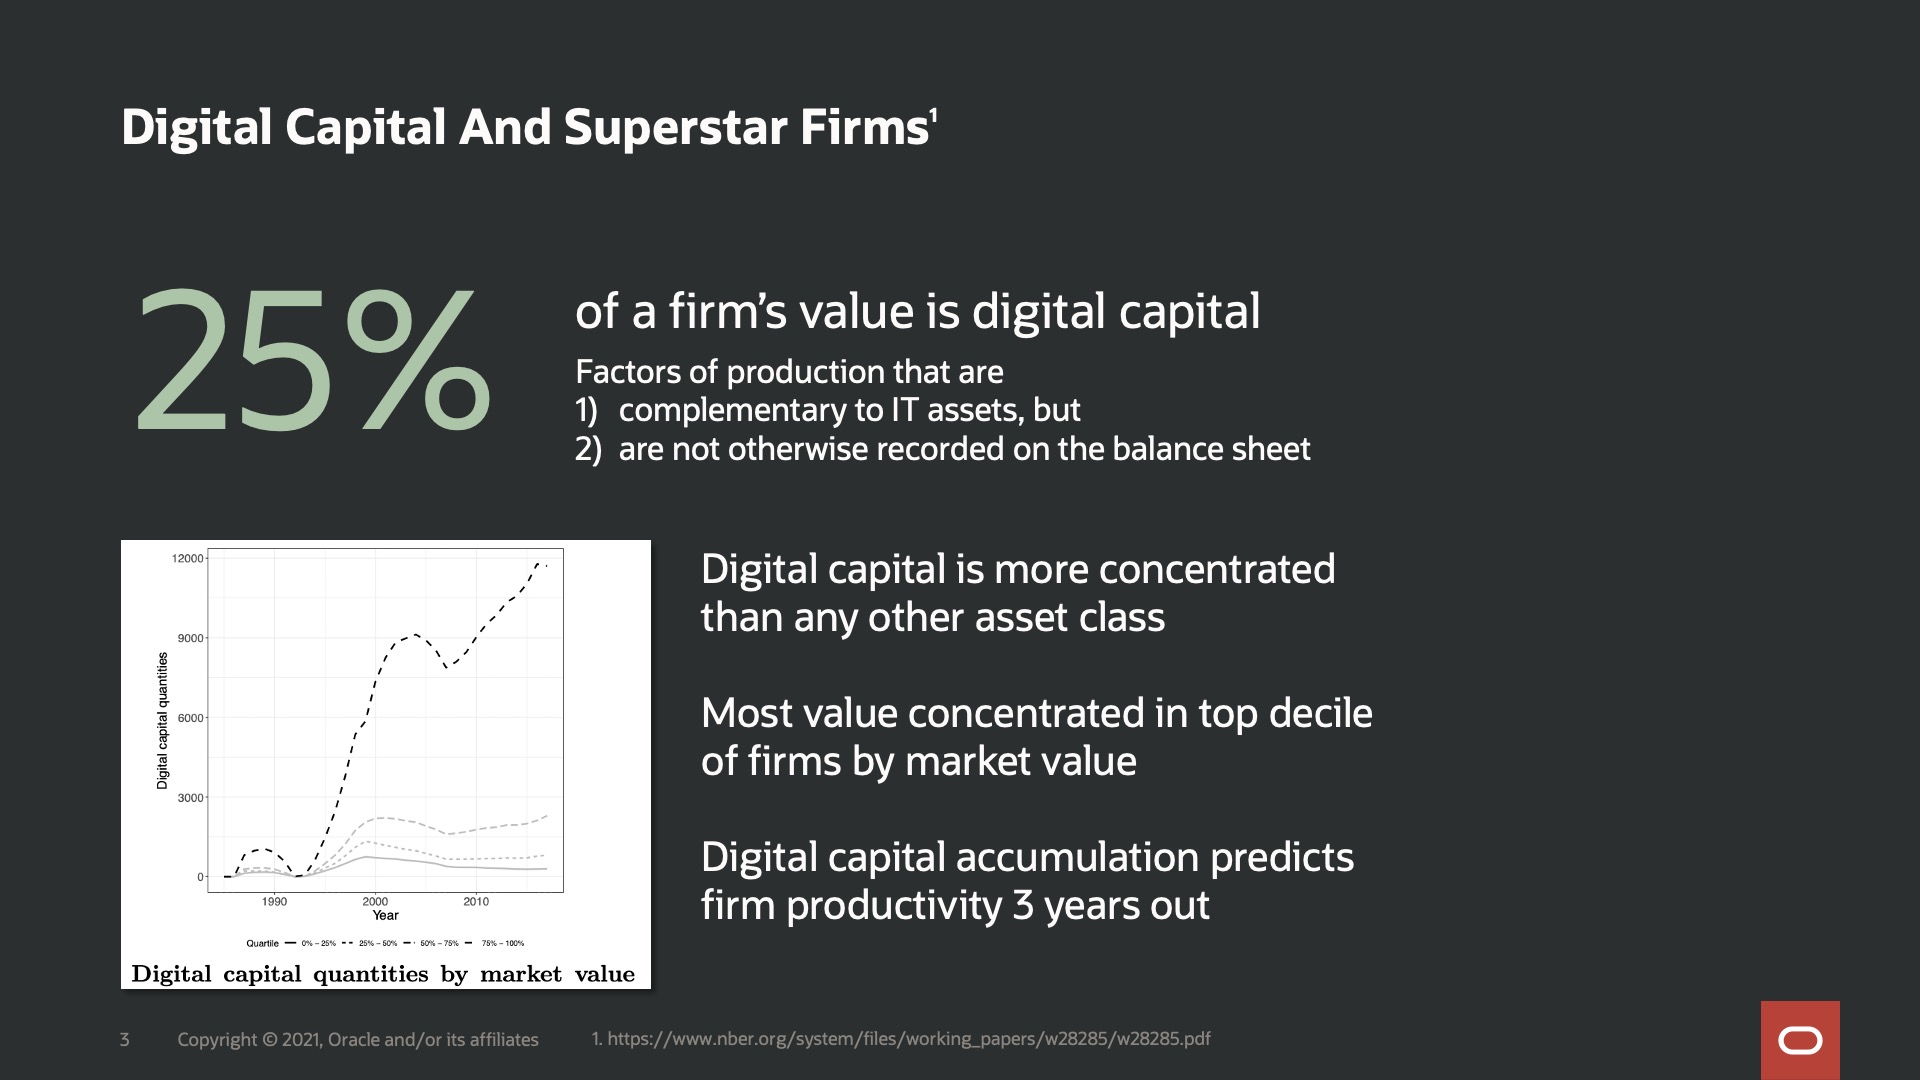 Digital Capital And Superstar Firms¹
25%
of a firm's value is digital capital
Factors of production that are
1) complementary to IT assets, but
2) are not otherwise recorded on the balance sheet
12000
9000
6000
3000
0
Digital capital quantities
1990 2000 2010
Year
Quartile 0% – 25% 25% – 50% 50% – 75% 75% – 100%
Digital capital quantities by market value
Digital capital is more concentrated
than any other asset class
Most value concentrated in top decile
of firms by market value
Digital capital accumulation predicts
firm productivity 3 years out
3 Copyright © 2021, Oracle and/or its affiliates 1. https://www.nber.org/system/files/working_papers/w28285/w28285.pdf